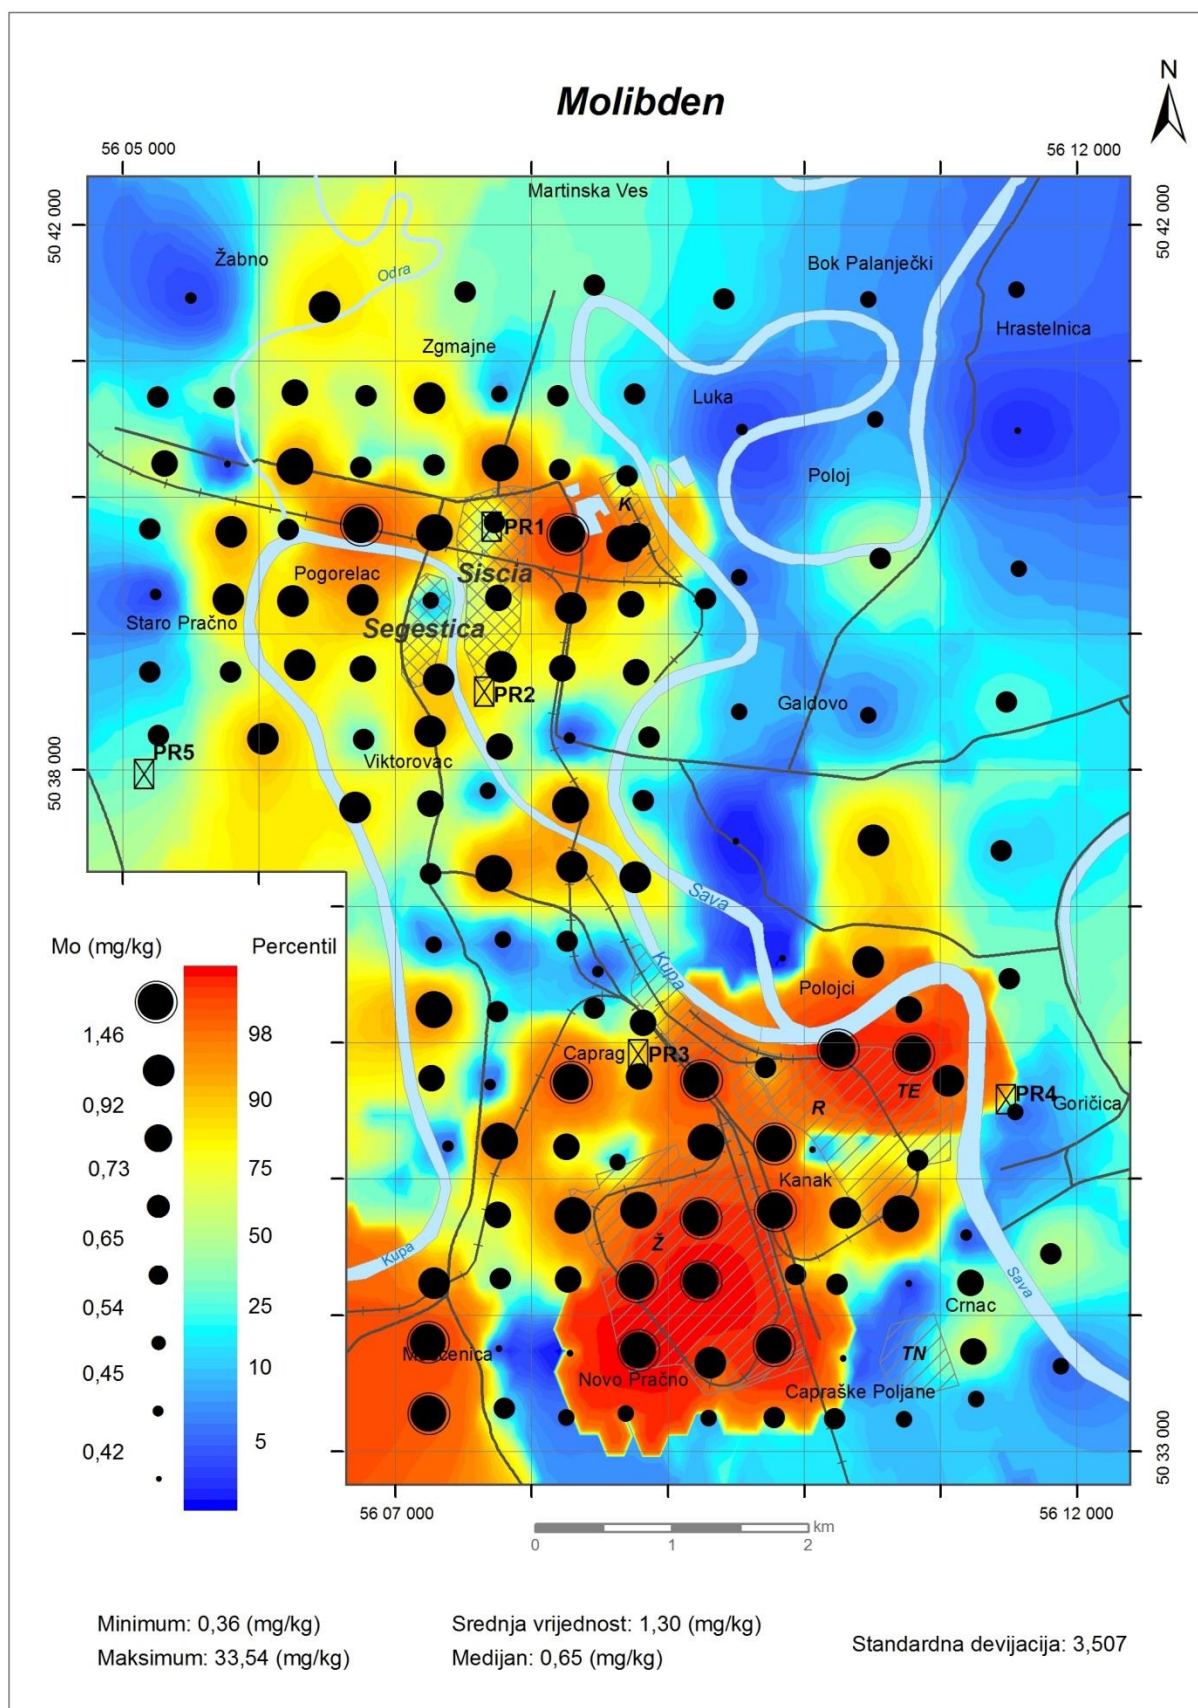 Molibden
N
56 05 000
56 12 000
Martinska Ves
50 42 000
50 42 000
Žabno
Odra
Bok Palanječki
Hrastelnica
Zgmajne
Luka
Poloj
K
PR1
Siscia
Pogorelac
Staro Pračno
Segestica
PR2
Galdovo
PR5
Viktorovac
50 38 000
50 38 000
Sava
Mo (mg/kg)
Percentil
Kupa
Polojci
1.46
98
Caprag
PR3
TE
PR4
Goričica
R
0,92
90
0,73
75
Kanak
0,65
50
Ž
Kupa
Sava
0,54
25
Crnac
0,45
10
Novo Pračno
TN
Capraške Poljane
0,42
5
50 33 000
56 07 000
56 12 000
km
0
1
2
Minimum: 0,36 (mg/kg)
Srednja vrijednost: 1,30 (mg/kg)
Standardna devijacija: 3,507
Maksimum: 33,54 (mg/kg)
Medijan: 0,65 (mg/kg)